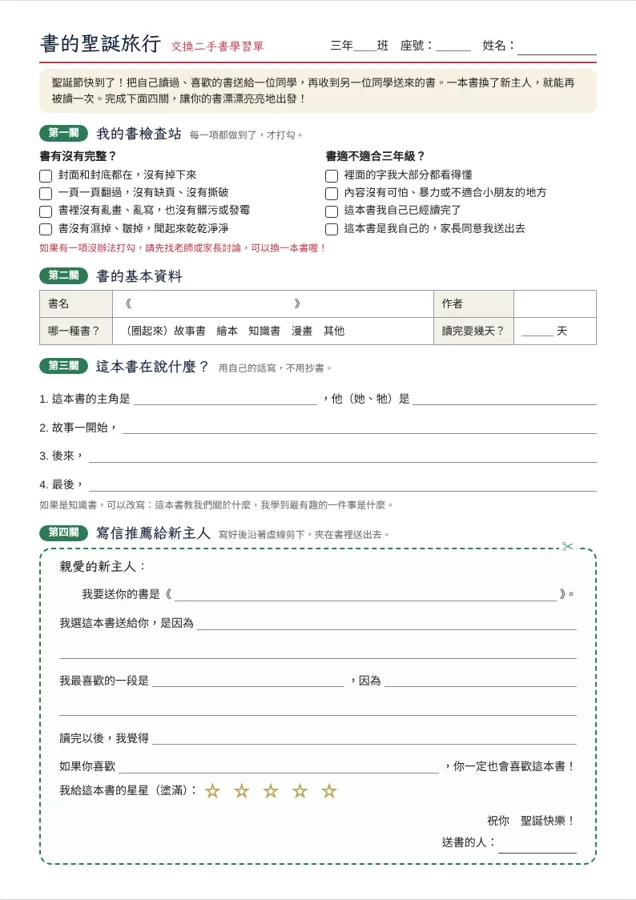 書的聖誕旅行 交換二手書學習單 三年____班 座號：______ 姓名：____________
聖誕節快到了！把自己讀過、喜歡的書送給一位同學，再收到另一位同學送來的書。一本書換了新主人，就能再
被讀一次。完成下面四關，讓你的書漂漂亮亮地出發！
第一關 我的書檢查站 每一項都做到了，才打勾。
書有沒有完整？
封面和封底都在，沒有掉下來
一頁一頁翻過，沒有缺頁、沒有撕破
書裡沒有亂畫、亂寫，也沒有髒污或發霉
書沒有濕掉、皺掉，聞起來乾乾淨淨
書適不適合三年級？
裡面的字我大部分都看得懂
內容沒有可怕、暴力或不適合小朋友的地方
這本書我自己已經讀完了
這本書是我自己的，家長同意我送出去
如果有一項沒辦法打勾，請先找老師或家長討論，可以換一本書喔！
第二關 書的基本資料
書名 《 》 作者
哪一種書？ （圈起來）故事書 繪本 知識書 漫畫 其他 讀完要幾天？ ______ 天
第三關 這本書在說什麼？ 用自己的話寫，不用抄書。
1. 這本書的主角是 ____________，他（她、牠）是 ____________
2. 故事一開始，____________
3. 後來，____________
4. 最後，____________
如果是知識書，可以改寫：這本書教我們關於什麼，我學到最有趣的一件事是什麼。
第四關 寫信推薦給新主人 寫好後沿著虛線剪下，夾在書裡送出去。
親愛的新主人：
我要送你的書是《 ____________ 》。
我選這本書送給你，是因為 ____________
我最喜歡的一段是 ____________，因為 ____________
讀完以後，我覺得 ____________
如果你喜歡 ____________，你一定也會喜歡這本書！
我給這本書的星星（塗滿）： ☆ ☆ ☆ ☆ ☆
祝你 聖誕快樂！
送書的人：____________